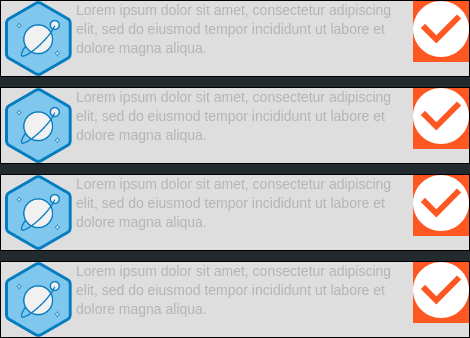 Lorem ipsum dolor sit amet, consectetur adipiscing
elit, sed do eiusmod tempor incididunt ut labore et
dolore magna aliqua.
Lorem ipsum dolor sit amet, consectetur adipiscing
elit, sed do eiusmod tempor incididunt ut labore et
dolore magna aliqua.
Lorem ipsum dolor sit amet, consectetur adipiscing
elit, sed do eiusmod tempor incididunt ut labore et
dolore magna aliqua.
Lorem ipsum dolor sit amet, consectetur adipiscing
elit, sed do eiusmod tempor incididunt ut labore et
dolore magna aliqua.